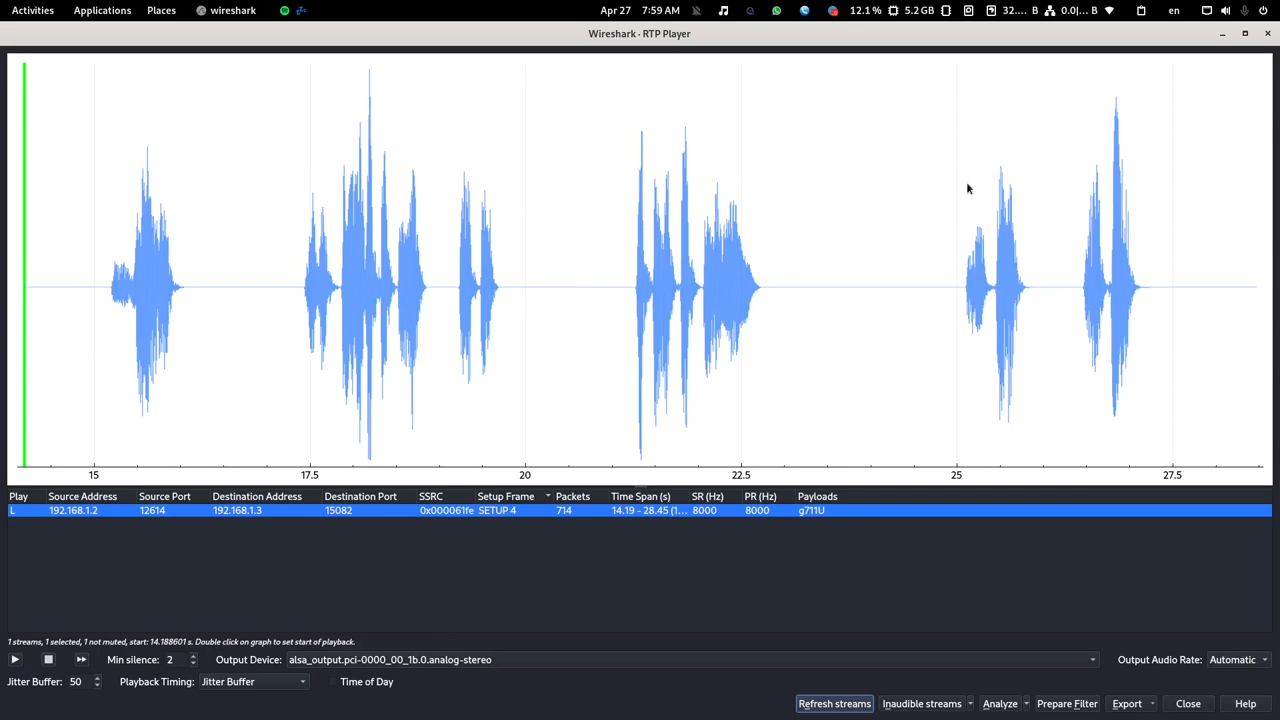 Activities Applications Places wireshark Apr 27 7:59 AM 12.1 % 5.2GB 32.... B 0.0|... B en
Wireshark · RTP Player
15 17.5 20 22.5 25 27.5
Play Source Address Source Port Destination Address Destination Port SSRC Setup Frame Packets Time Span (s) SR (Hz) PR (Hz) Payloads
L 192.168.1.2 12614 192.168.1.3 15082 0x000061fe SETUP 4 714 14.19 - 28.45 (1... 8000 8000 g711U
1 streams, 1 selected, 1 not muted, start: 14.188601 s. Double click on graph to set start of playback.
Min silence: 2 Output Device: alsa_output.pci-0000_00_1b.0.analog-stereo Output Audio Rate: Automatic
Jitter Buffer: 50 Playback Timing: Jitter Buffer Time of Day
Refresh streams Inaudible streams Analyze Prepare Filter Export Close Help